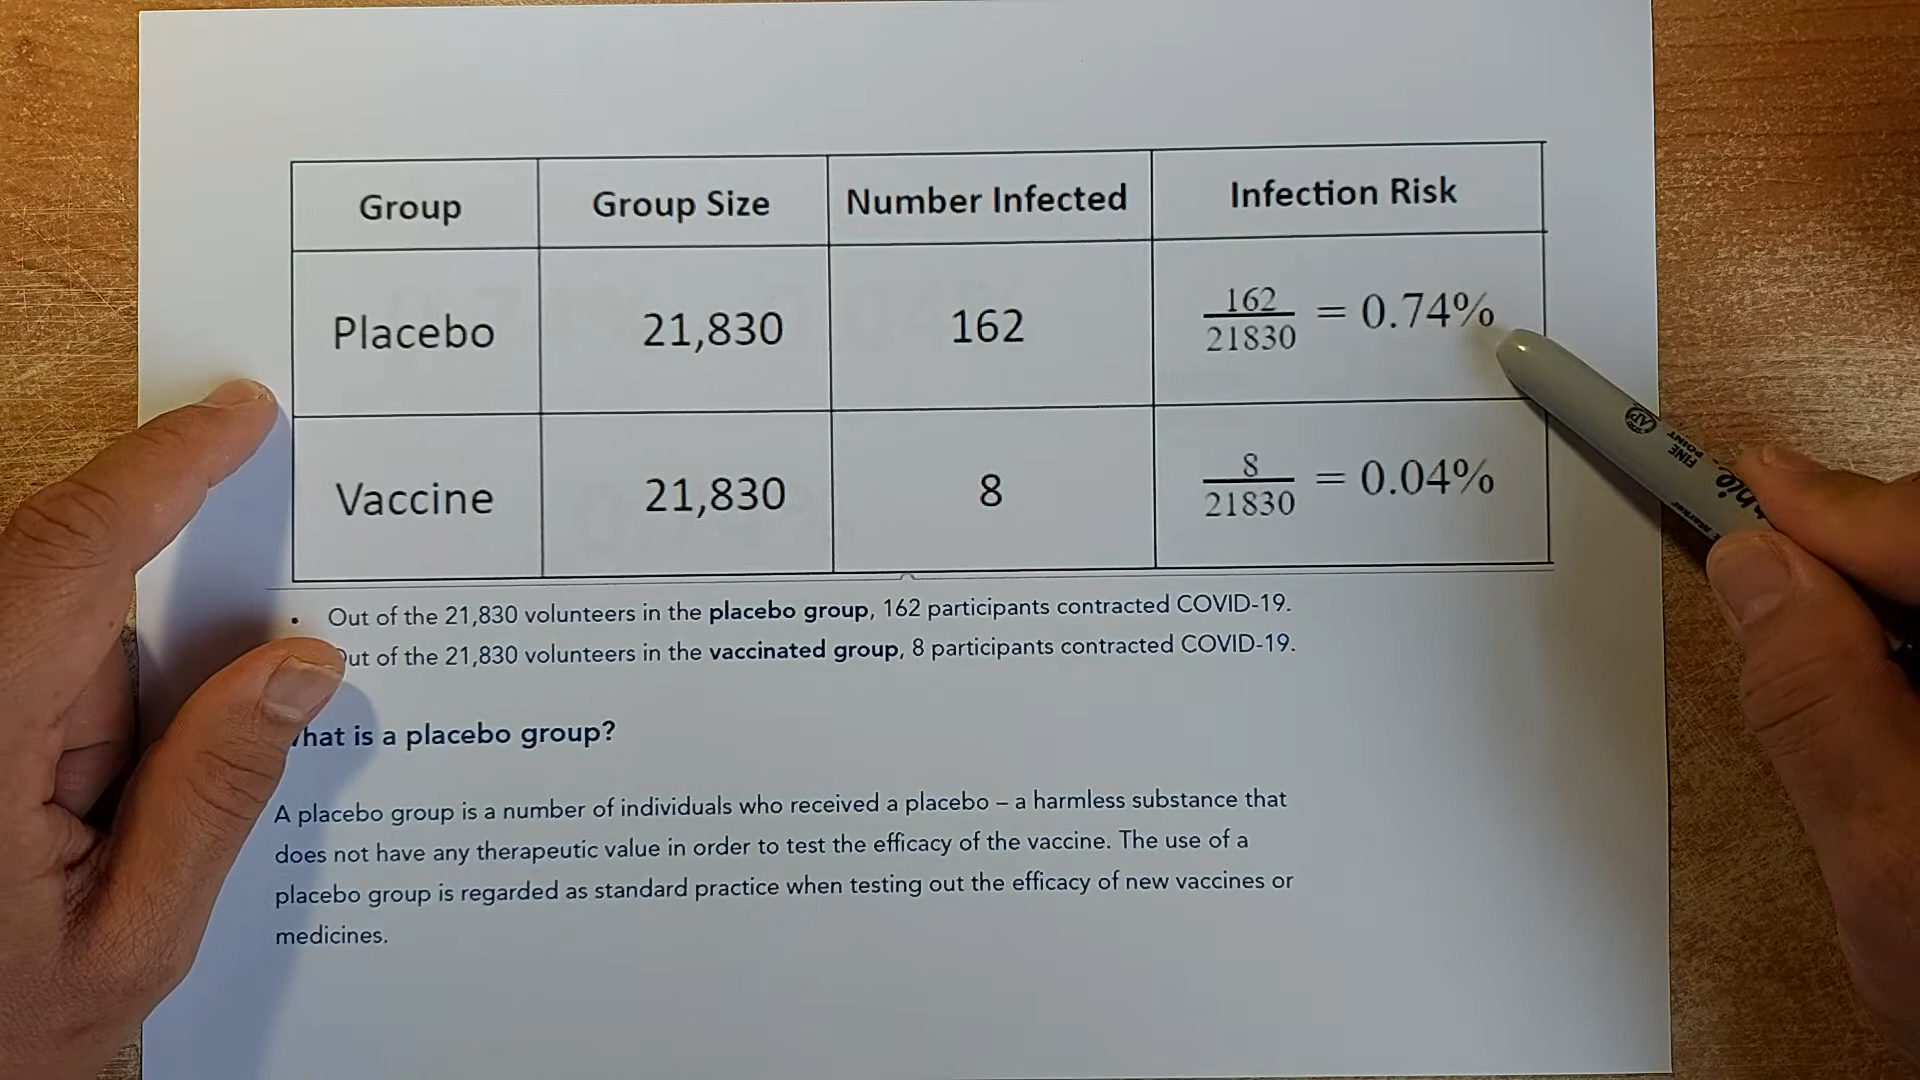 Group Group Size Number Infected Infection Risk
Placebo 21,830 162 162/21830 = 0.74%
Vaccine 21,830 8 8/21830 = 0.04%
• Out of the 21,830 volunteers in the placebo group, 162 participants contracted COVID-19.
Out of the 21,830 volunteers in the vaccinated group, 8 participants contracted COVID-19.
What is a placebo group?
A placebo group is a number of individuals who received a placebo – a harmless substance that
does not have any therapeutic value in order to test the efficacy of the vaccine. The use of a
placebo group is regarded as standard practice when testing out the efficacy of new vaccines or
medicines.
AP
FINE
POINT